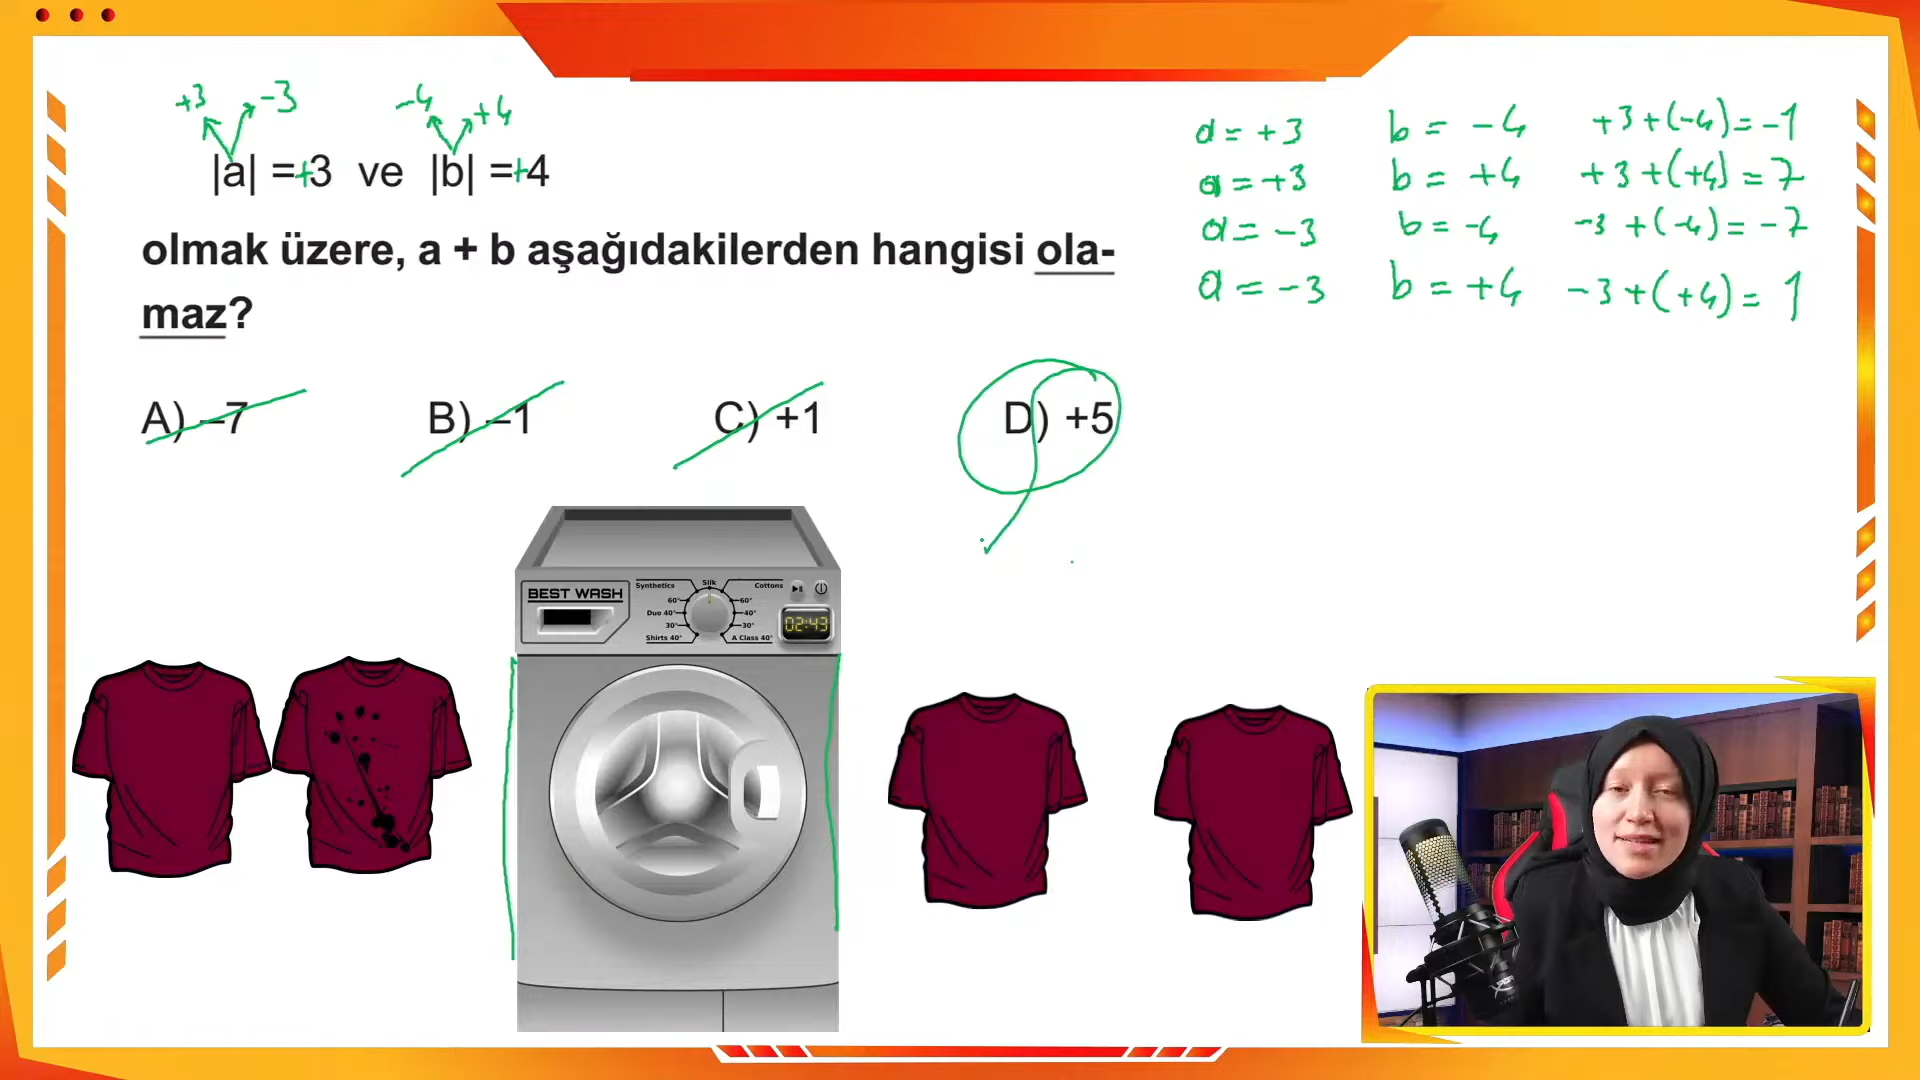 +3 -3 -4 +4
|a| =+3 ve |b| =+4
olmak üzere, a + b aşağıdakilerden hangisi ola-
maz?
A) –7 B) –1 C) +1 D) +5
a = +3 b = -4 +3+(-4)=-1
a = +3 b = +4 +3+(+4)=7
a = -3 b = -4 -3+(-4)=-7
a = -3 b = +4 -3+(+4)=1
BEST WASH
Synthetics Silk Cottons
60° 60°
Duo 40° 40°
30° 30°
Shirts 40° A Class 40°
02:43